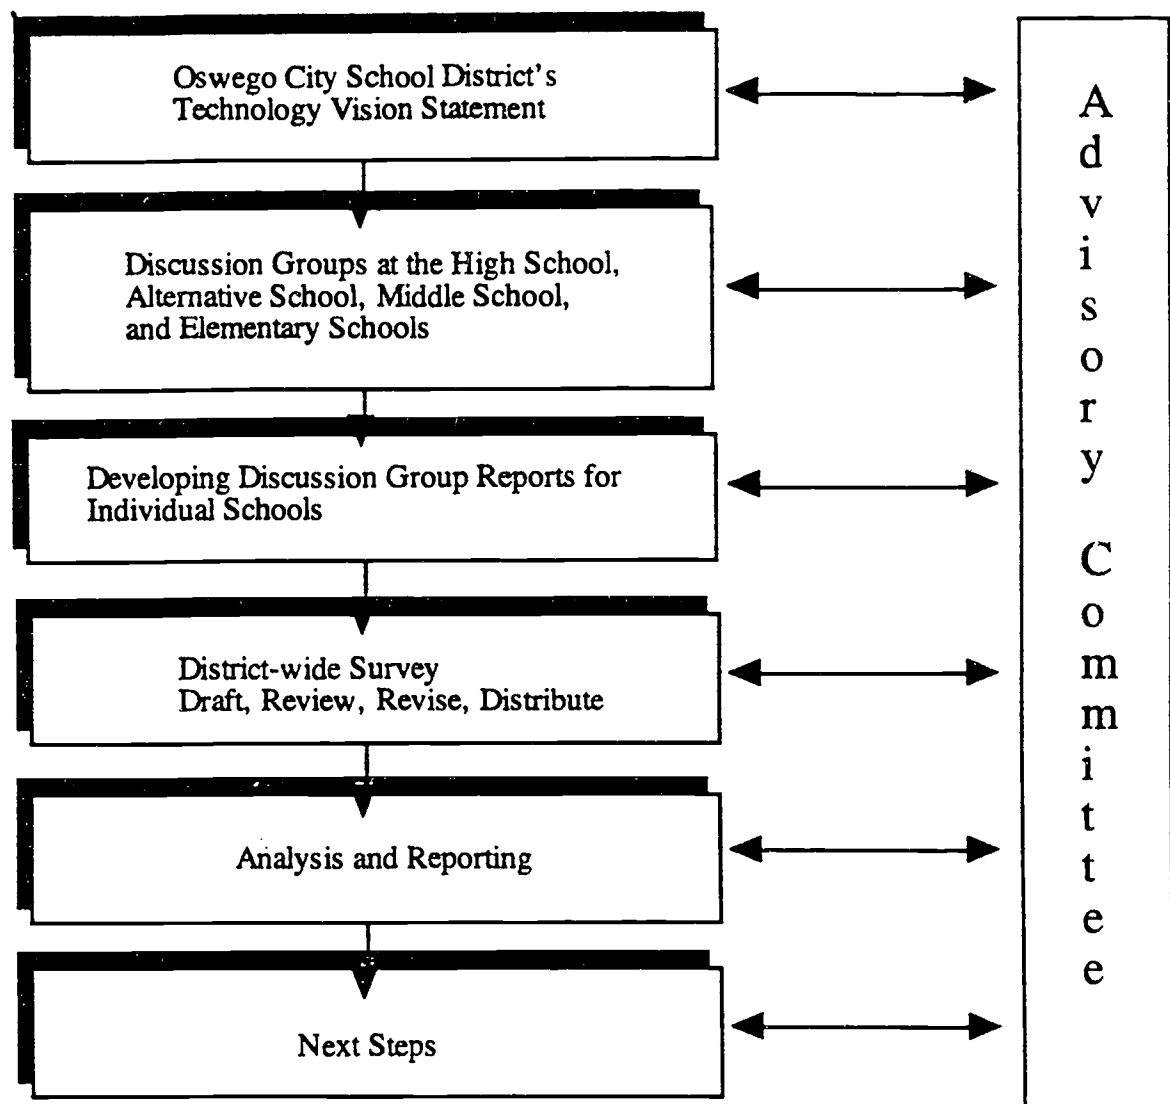 Oswego City School District's
Technology Vision Statement
Discussion Groups at the High School,
Alternative School, Middle School,
and Elementary Schools
Developing Discussion Group Reports for
Individual Schools
District-wide Survey
Draft, Review, Revise, Distribute
Analysis and Reporting
Next Steps
Advisory Committee